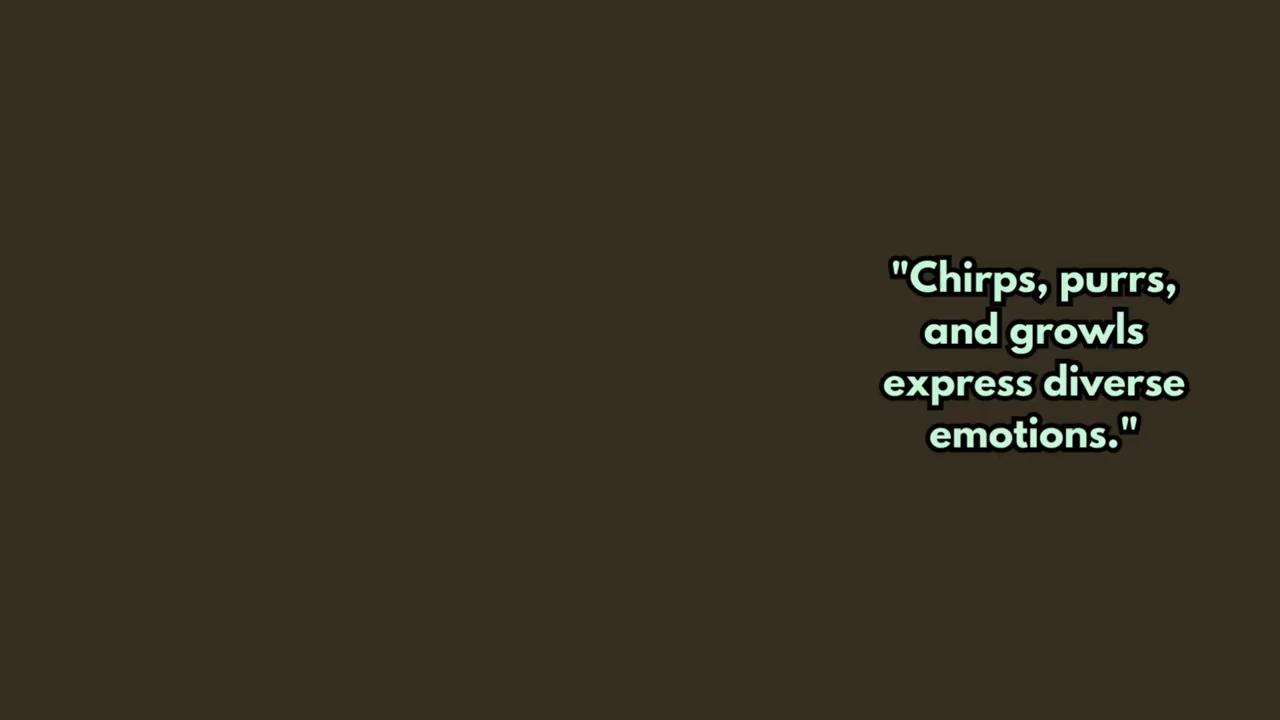 "Chirps, purrs,
and growls
express diverse
emotions."